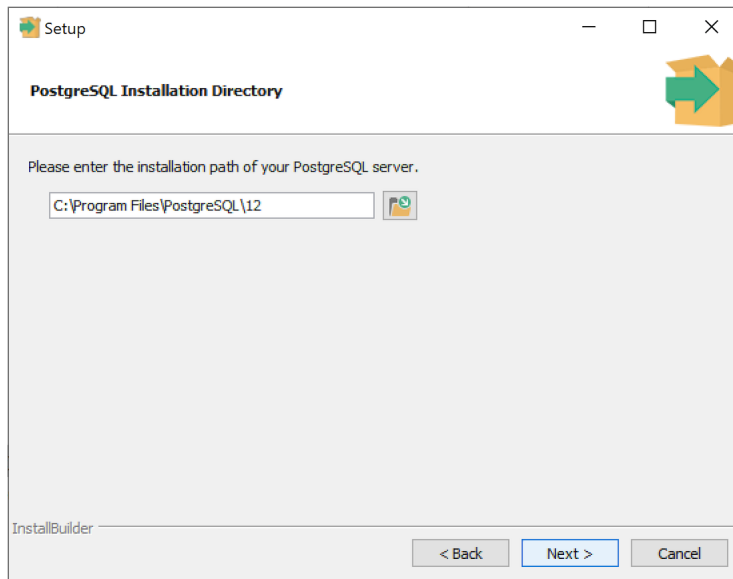 Setup
PostgreSQL Installation Directory
Please enter the installation path of your PostgreSQL server.
C:\Program Files\PostgreSQL\12
InstallBuilder
< Back
Next >
Cancel